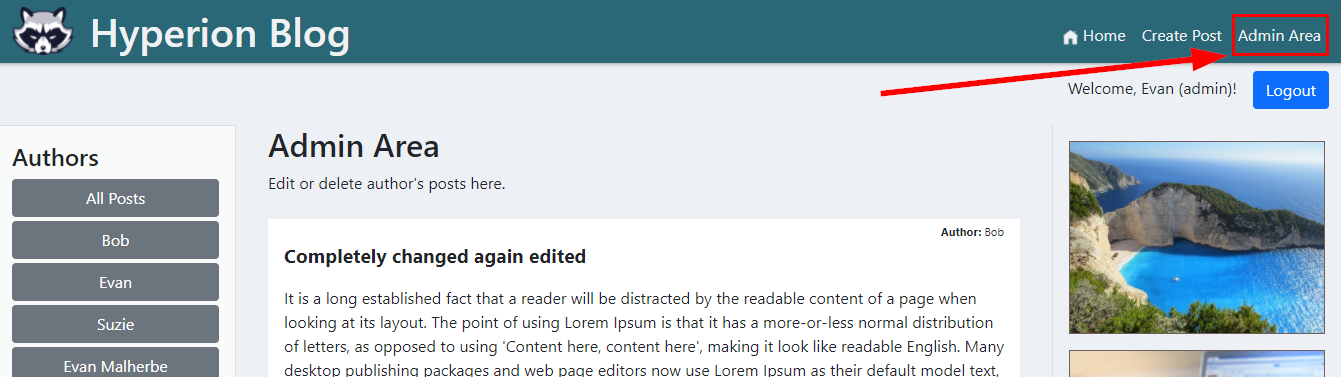 Hyperion Blog
Home Create Post Admin Area
Welcome, Evan (admin)! Logout
Authors
All Posts
Bob
Evan
Suzie
Evan Malherbe
Admin Area
Edit or delete author's posts here.
Author: Bob
Completely changed again edited
It is a long established fact that a reader will be distracted by the readable content of a page when
looking at its layout. The point of using Lorem Ipsum is that it has a more-or-less normal distribution
of letters, as opposed to using 'Content here, content here', making it look like readable English. Many
desktop publishing packages and web page editors now use Lorem Ipsum as their default model text,